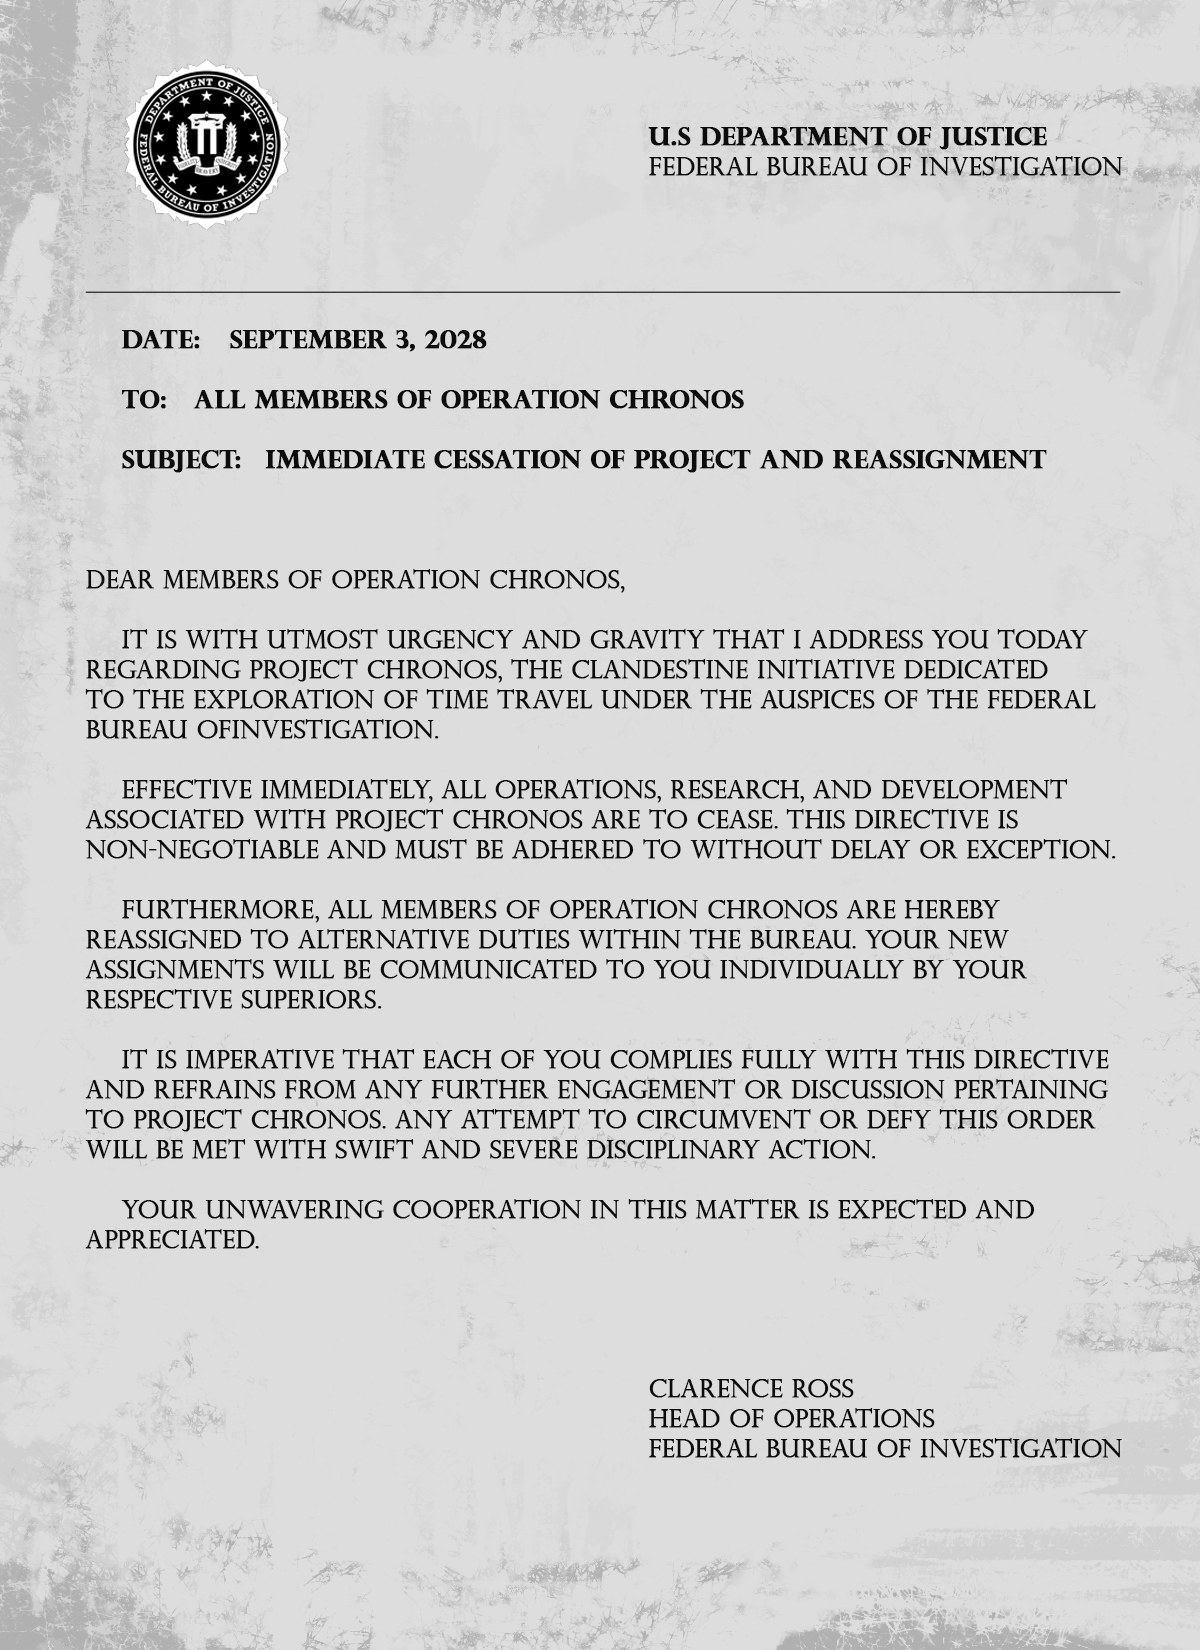 DEPARTMENT OF JUSTICE
FEDERAL BUREAU OF INVESTIGATION
BRAVERY
U.S DEPARTMENT OF JUSTICE
FEDERAL BUREAU OF INVESTIGATION
DATE: SEPTEMBER 3, 2028
TO: ALL MEMBERS OF OPERATION CHRONOS
SUBJECT: IMMEDIATE CESSATION OF PROJECT AND REASSIGNMENT
DEAR MEMBERS OF OPERATION CHRONOS,
IT IS WITH UTMOST URGENCY AND GRAVITY THAT I ADDRESS YOU TODAY
REGARDING PROJECT CHRONOS, THE CLANDESTINE INITIATIVE DEDICATED
TO THE EXPLORATION OF TIME TRAVEL UNDER THE AUSPICES OF THE FEDERAL
BUREAU OFINVESTIGATION.
EFFECTIVE IMMEDIATELY, ALL OPERATIONS, RESEARCH, AND DEVELOPMENT
ASSOCIATED WITH PROJECT CHRONOS ARE TO CEASE. THIS DIRECTIVE IS
NON-NEGOTIABLE AND MUST BE ADHERED TO WITHOUT DELAY OR EXCEPTION.
FURTHERMORE, ALL MEMBERS OF OPERATION CHRONOS ARE HEREBY
REASSIGNED TO ALTERNATIVE DUTIES WITHIN THE BUREAU. YOUR NEW
ASSIGNMENTS WILL BE COMMUNICATED TO YOU INDIVIDUALLY BY YOUR
RESPECTIVE SUPERIORS.
IT IS IMPERATIVE THAT EACH OF YOU COMPLIES FULLY WITH THIS DIRECTIVE
AND REFRAINS FROM ANY FURTHER ENGAGEMENT OR DISCUSSION PERTAINING
TO PROJECT CHRONOS. ANY ATTEMPT TO CIRCUMVENT OR DEFY THIS ORDER
WILL BE MET WITH SWIFT AND SEVERE DISCIPLINARY ACTION.
YOUR UNWAVERING COOPERATION IN THIS MATTER IS EXPECTED AND
APPRECIATED.
CLARENCE ROSS
HEAD OF OPERATIONS
FEDERAL BUREAU OF INVESTIGATION